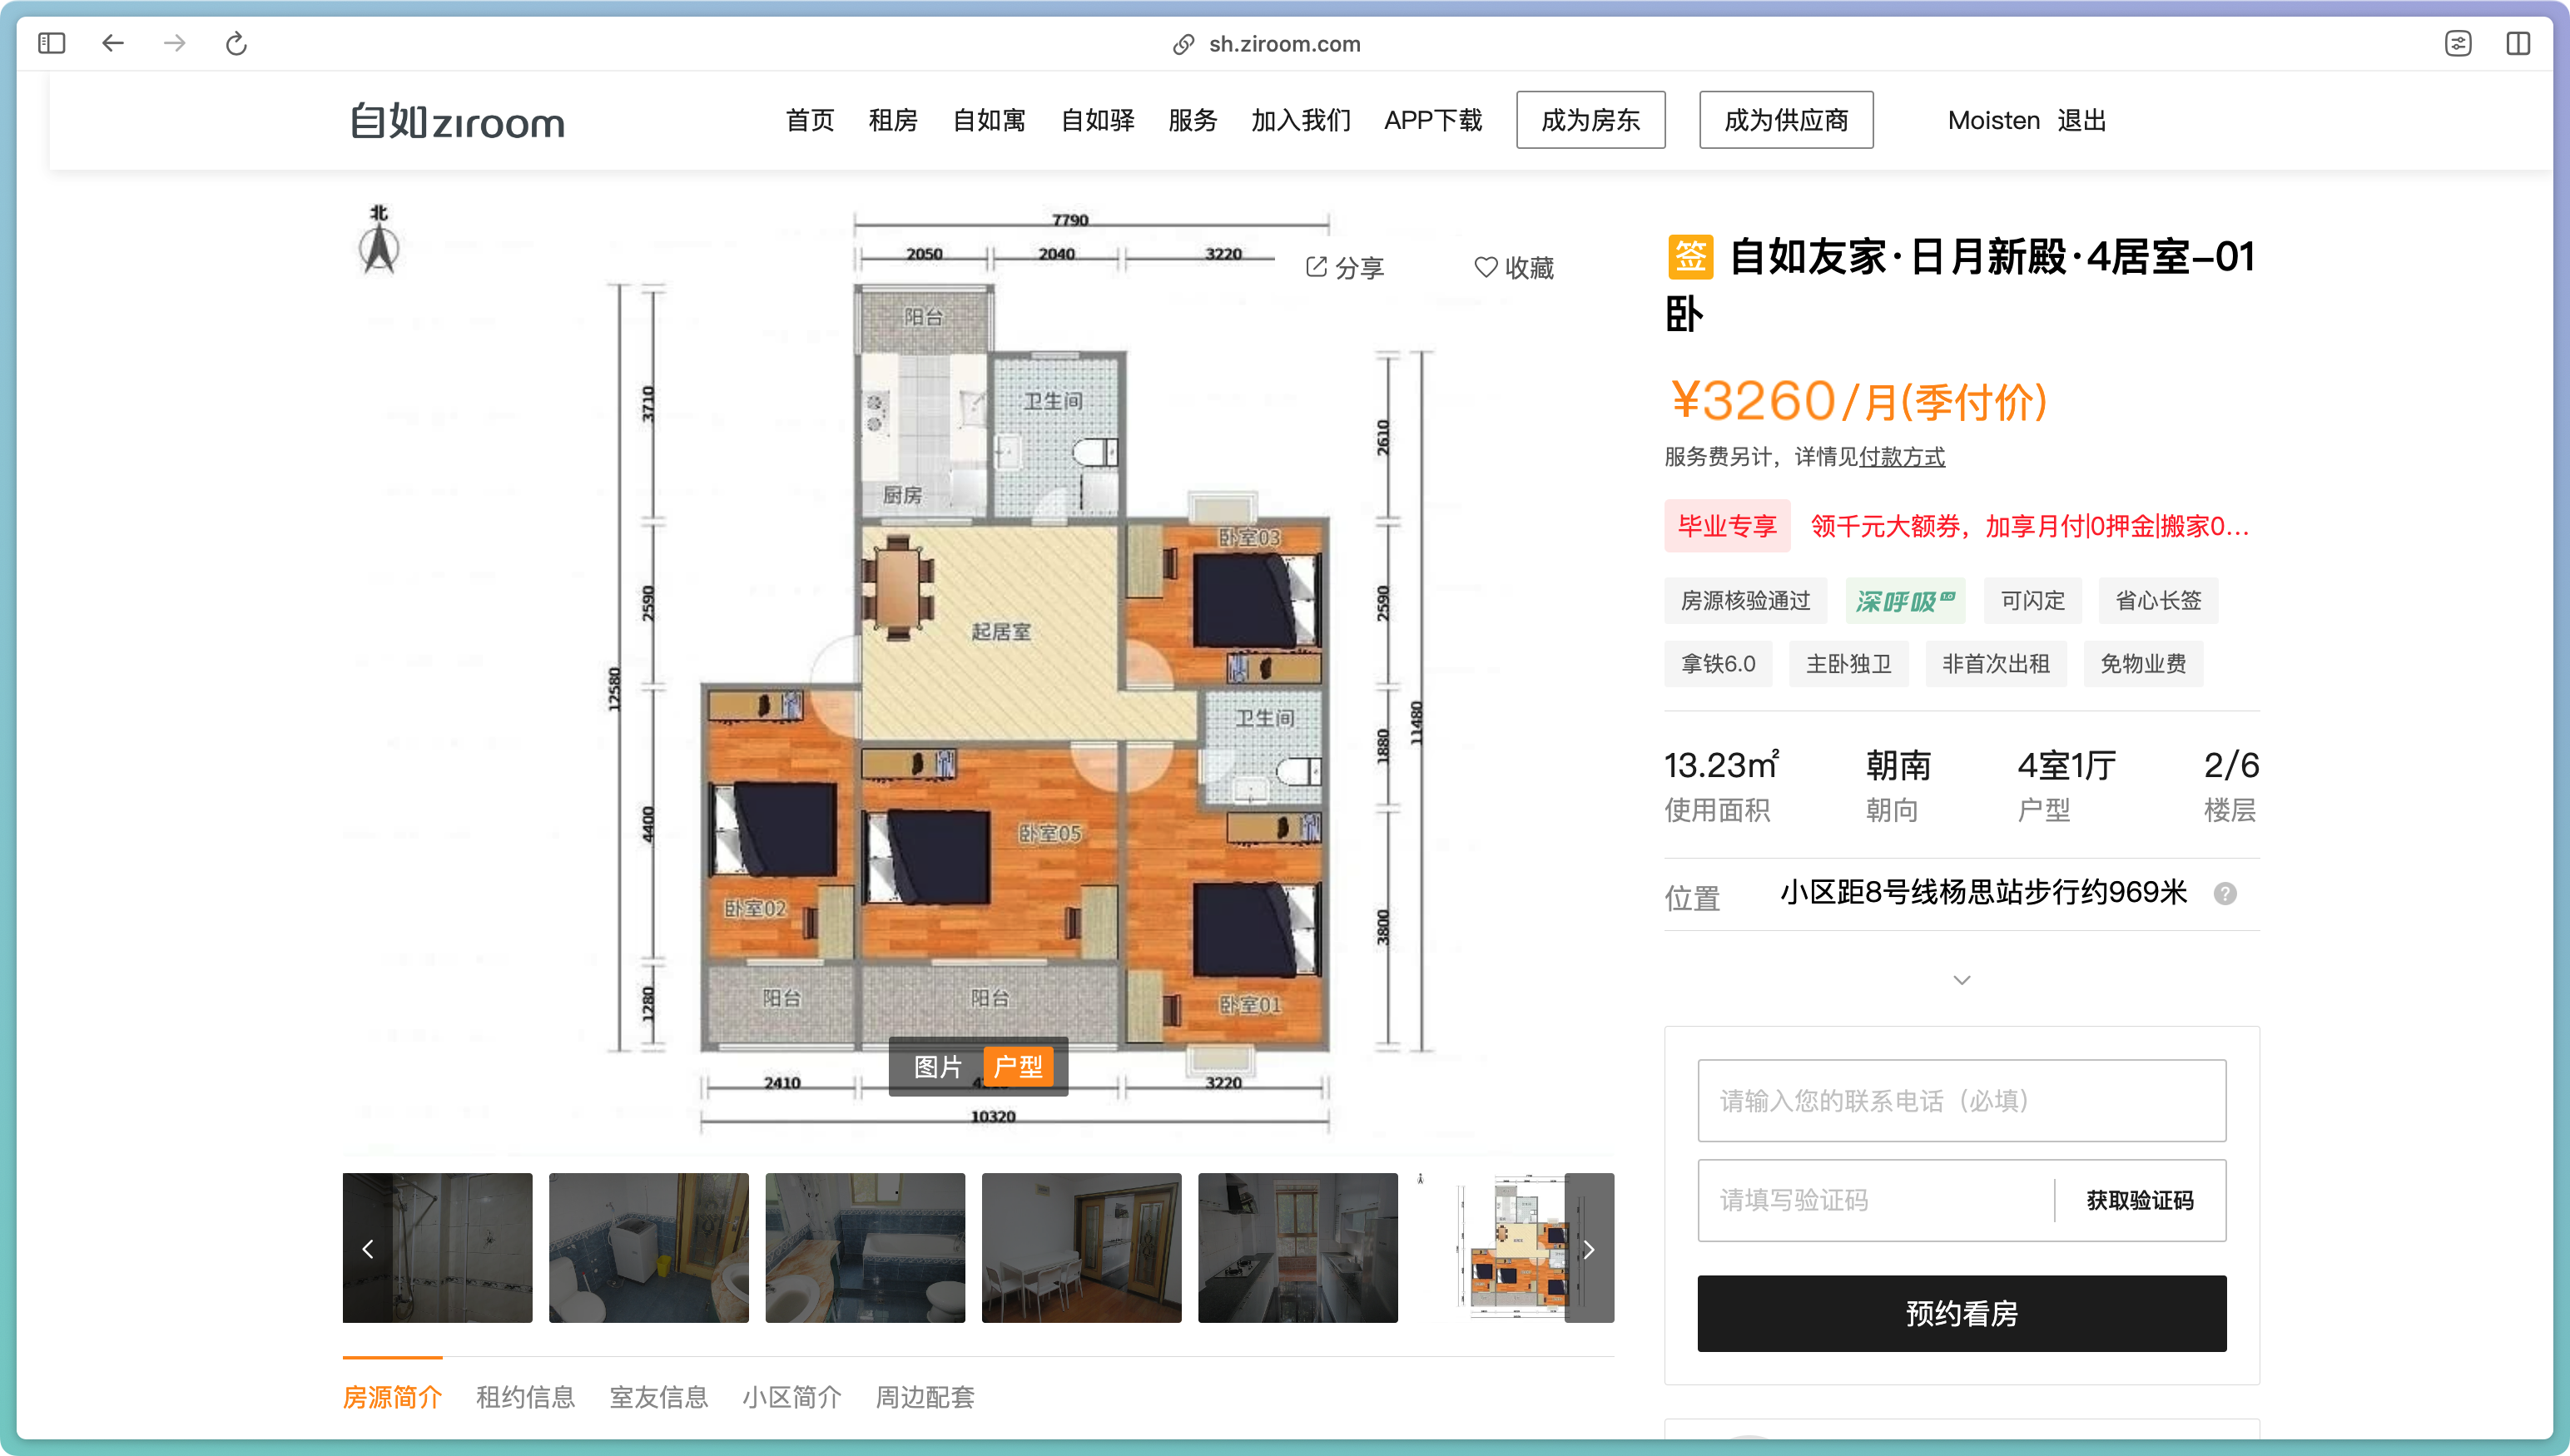 sh.ziroom.com
自如ziroom
首页 租房 自如寓 自如驿 服务 加入我们 APP下载 成为房东 成为供应商 Moisten 退出
北
7790
2050 2040 3220
分享 收藏
阳台
3710
卫生间
2610
厨房
卧室03
2590
起居室
2590
12580
卫生间
11480
1880
4400
卧室05
卧室02
3800
阳台
阳台
卧室01
1280
图片 户型
2410
3220
10320
签 自如友家·日月新殿·4居室-01
卧
¥3260/月(季付价)
服务费另计，详情见付款方式
毕业专享 领千元大额券，加享月付|0押金|搬家0...
房源核验通过 深呼吸 可闪定 省心长签
拿铁6.0 主卧独卫 非首次出租 免物业费
13.23㎡ 朝南 4室1厅 2/6
使用面积 朝向 户型 楼层
位置 小区距8号线杨思站步行约969米 ?
请输入您的联系电话（必填）
请填写验证码 获取验证码
预约看房
房源简介 租约信息 室友信息 小区简介 周边配套